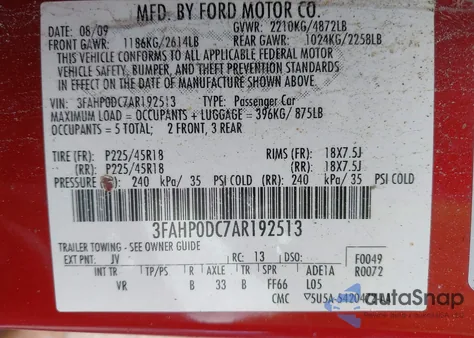 MFD. BY FORD MOTOR CO.
DATE: 08/09 GVWR: 2210KG/4872LB
FRONT GAWR: 1186KG/2614LB REAR GAWR: 1024KG/2258LB
THIS VEHICLE CONFORMS TO ALL APPLICABLE FEDERAL MOTOR
VEHICLE SAFETY, BUMPER, AND THEFT PREVENTION STANDARDS
IN EFFECT ON THE DATE OF MANUFACTURE SHOWN ABOVE.
VIN: 3FAHP0DC7AR192513 TYPE: Passenger Car
MAXIMUM LOAD = OCCUPANTS + LUGGAGE = 396KG/ 875LB
OCCUPANTS = 5 TOTAL; 2 FRONT, 3 REAR
TIRE (F): P225/45R18 RIMS (F): 18X7.5J
(RR): P225/45R18 (RR): 18X7.5J
PRESSURE (F): 240 kPa/ 35 PSI COLD (RR): 240 kPa/ 35 PSI COLD
3FAHP0DC7AR192513
TRAILER TOWING - SEE OWNER GUIDE
EXT PNT: JV RC: 13 DSO: F0049
INT TR TP/PS R AXLE TR SPR ADE1A R0072
VR B 33 B FF66 L05
CMC 5U5A-5420472-AA
autoSnap